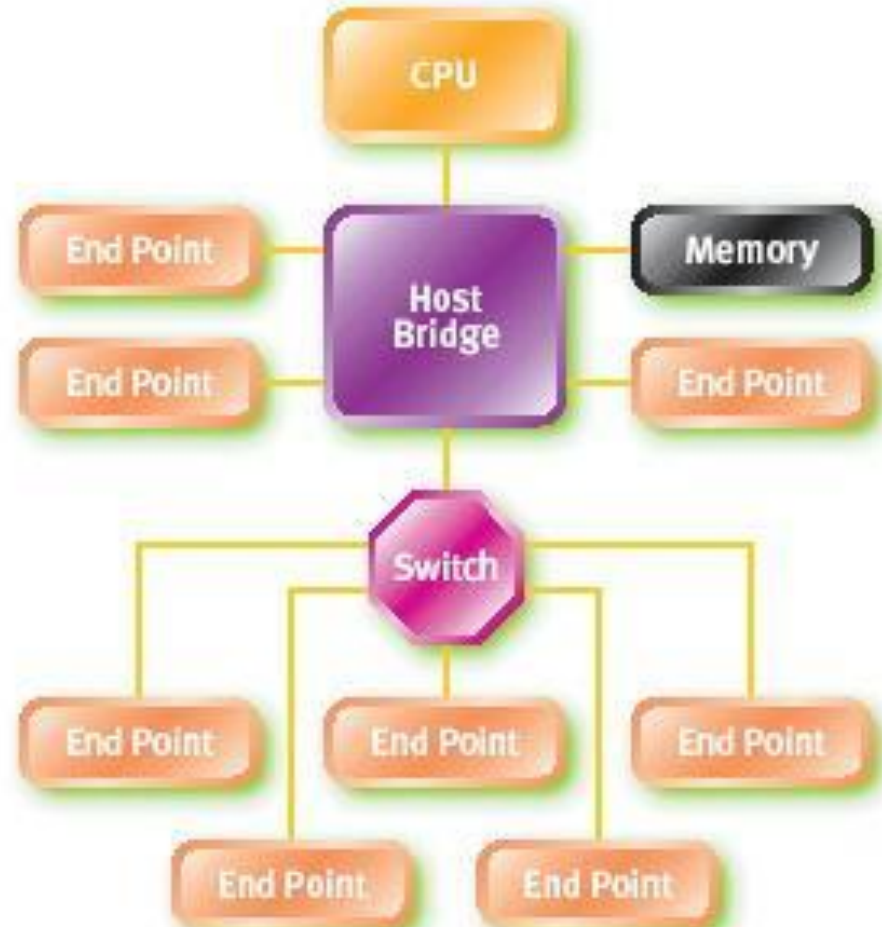 CPU
End Point
Host
Bridge
Memory
End Point
End Point
Switch
End Point
End Point
End Point
End Point
End Point